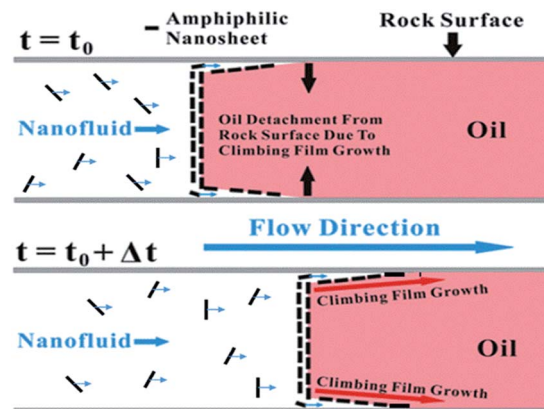 Amphiphilic
Nanosheet
Rock Surface
t = t₀
Nanofluid
Oil Detachment From
Rock Surface Due To
Climbing Film Growth
Oil
Flow Direction
t = t₀ + Δt
Nanofluid
Climbing Film Growth
Oil
Climbing Film Growth